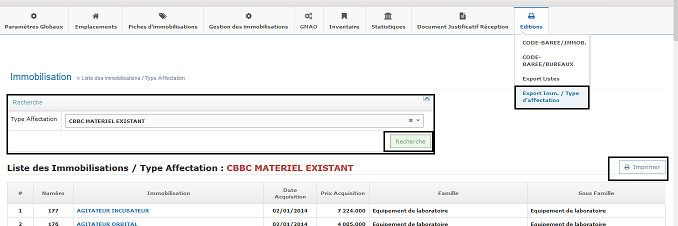 Paramètres Globaux
Emplacements
Fiches d'immobilisations
Gestion des immobilisations
GMAO
Inventaire
Statistiques
Document Justificatif Réception
Editions
CODE-BAREE/IMMOB.
CODE-
BAREE/BUREAUX
Export Listes
Export Imm. / Type
d'affectation
Immobilisation » Liste des Immobilisations / Type Affectation
Recherche
Type Affectation CBBC MATERIEL EXISTANT
Recherche
Liste des Immobilisations / Type Affectation : CBBC MATERIEL EXISTANT
Imprimer
# Numéro Immobilisation Date Acquisition Prix Acquisition Famille Sous Famille
1 177 AGITATEUR INCUBATEUR 02/01/2014 7 224.000 Equipement de laboratoire Equipement de laboratoire
2 176 AGITATEUR ORBITAL 02/01/2014 4 005.000 Equipement de laboratoire Equipement de laboratoire